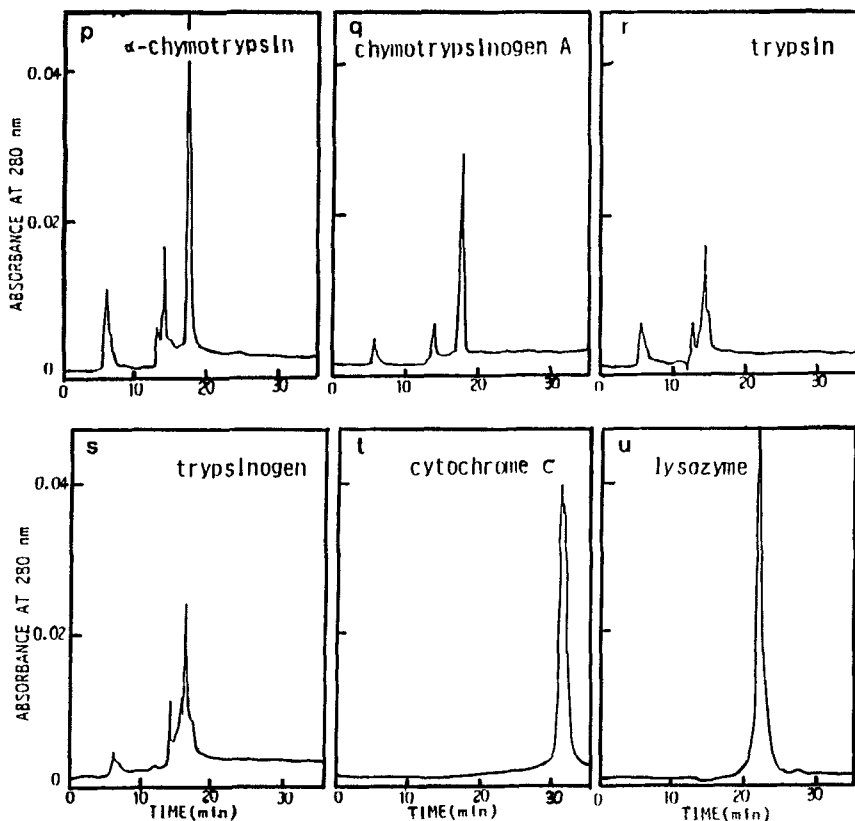 p
α-chymotrypsin
q
chymotrypsinogen A
r
trypsin
ABSORBANCE AT 280 nm
0.04
0.02
0
0 10 20 30
0 10 20 30
0 10 20 30
s
trypsinogen
t
cytochrome c
u
lysozyme
ABSORBANCE AT 280 nm
0.04
0.02
0
0 10 20 30
0 10 20 30
0 10 20 30
TIME(min)
TIME(min)
TIME(min)